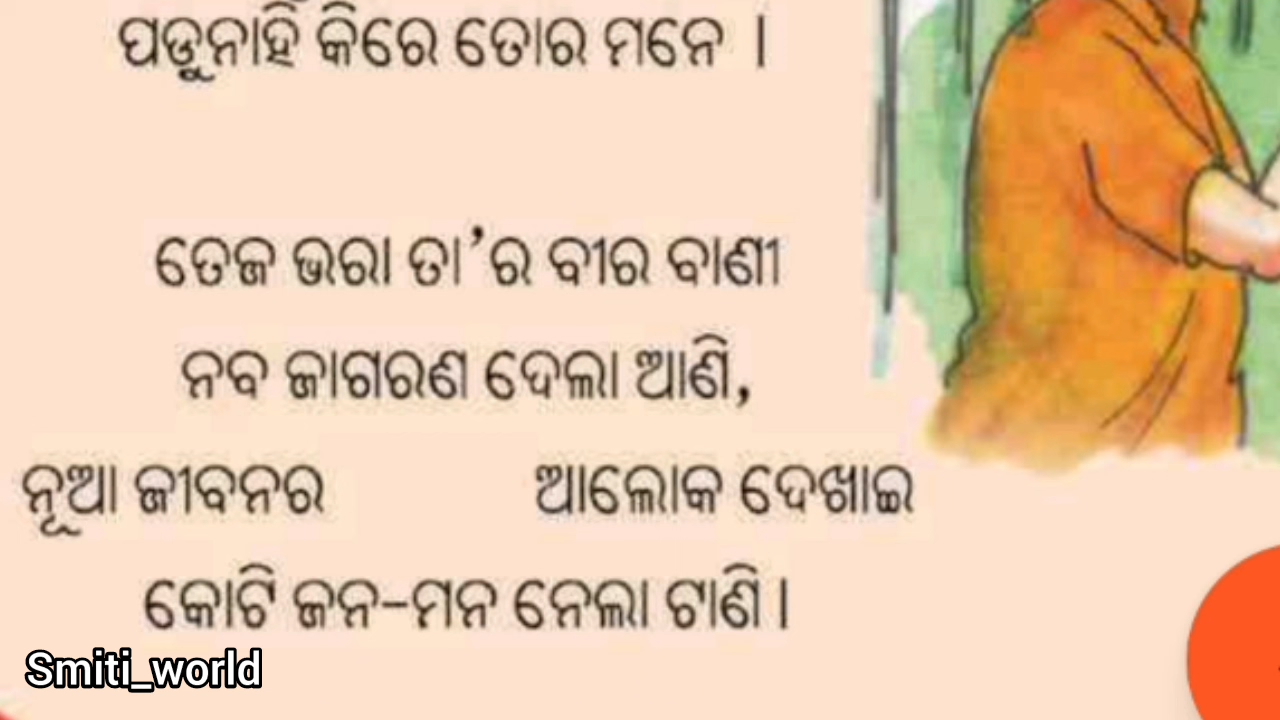 ପଡୁନାହିଁ କିରେ ତୋର ମନେ ।
ତେଜ ଭରା ତା’ର ବୀର ବାଣୀ
ନବ ଜାଗରଣ ଦେଲା ଆଣି,
ନୂଆ ଜୀବନର ଆଲୋକ ଦେଖାଇ
କୋଟି ଜନ-ମନ ନେଲା ଟାଣି ।
Smiti_world